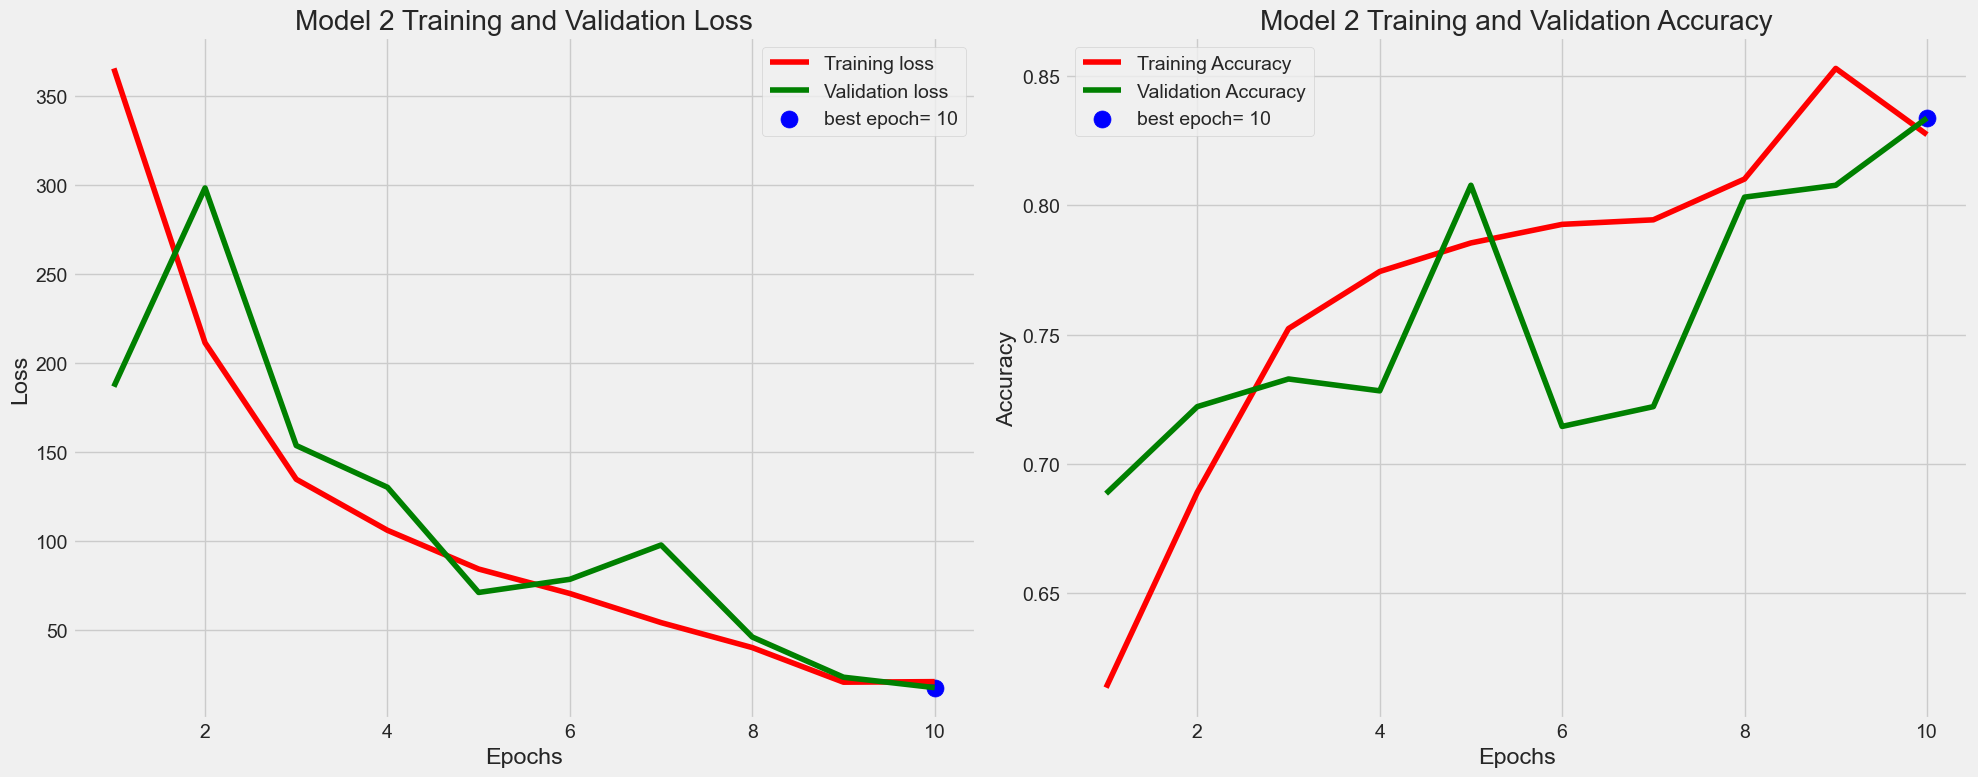 Model 2 Training and Validation Loss
Training loss
Validation loss
best epoch= 10
350
300
250
200
150
100
50
Loss
2
4
6
8
10
Epochs
Model 2 Training and Validation Accuracy
Training Accuracy
Validation Accuracy
best epoch= 10
0.85
0.80
0.75
0.70
0.65
Accuracy
2
4
6
8
10
Epochs